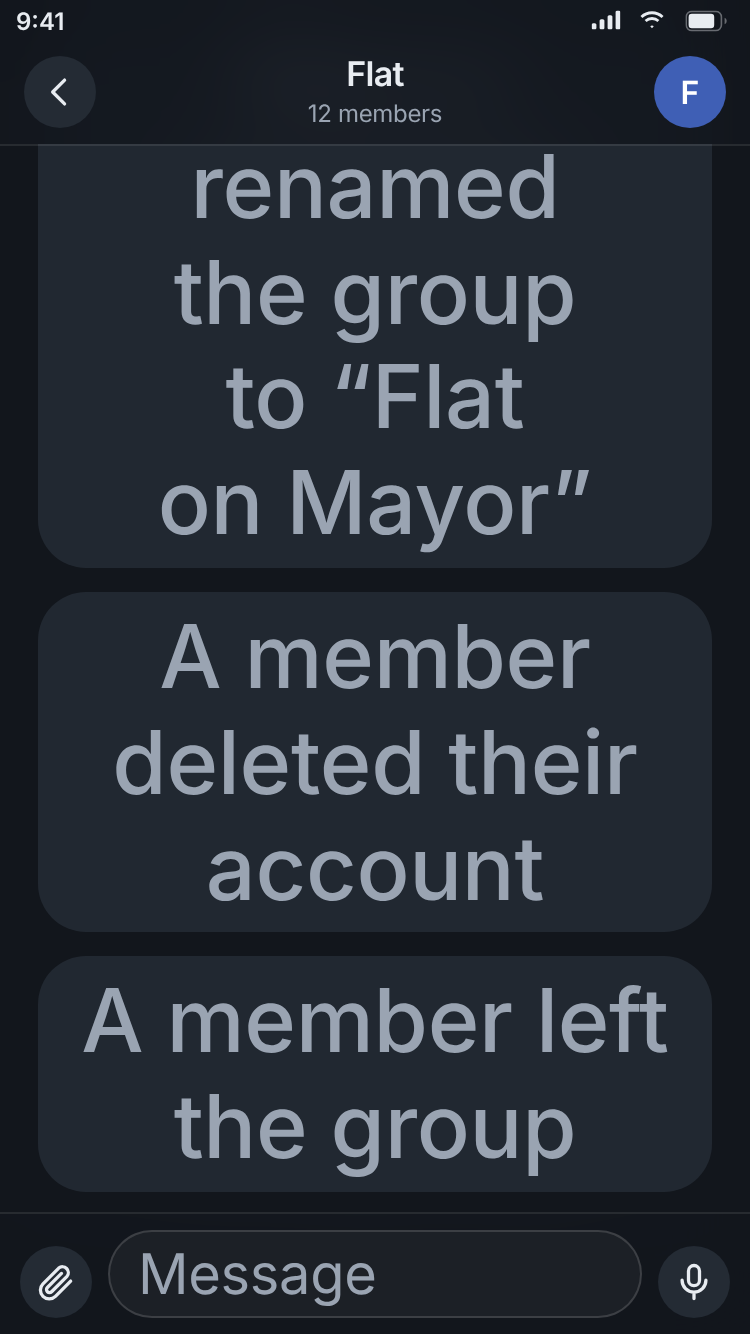 9:41
Flat
12 members
F
renamed
the group
to “Flat
on Mayor”
A member
deleted their
account
A member left
the group
Message